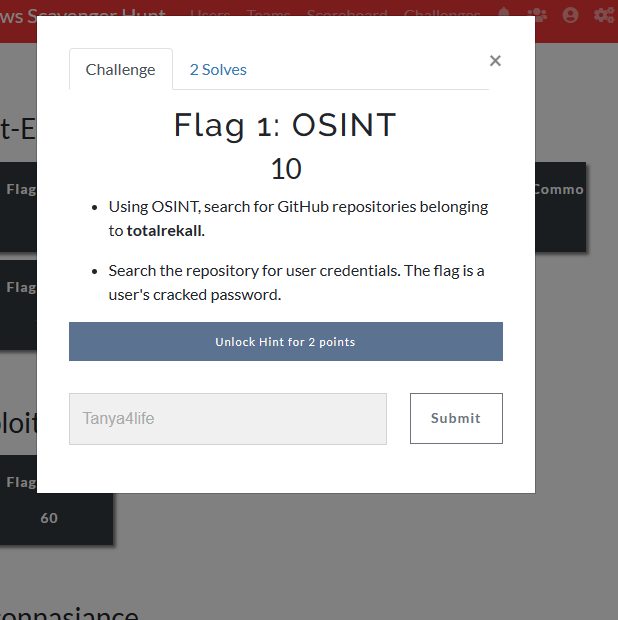 ws Scavenger Hunt Users Teams Scoreboard Challenges
Challenge
2 Solves
×
t-E
Flag 1: OSINT
10
Flag
Commo
Using OSINT, search for GitHub repositories belonging
to totalrekall.
Search the repository for user credentials. The flag is a
user's cracked password.
Flag
Unlock Hint for 2 points
Tanya4life
Submit
loit
Flag
60
onnasiance